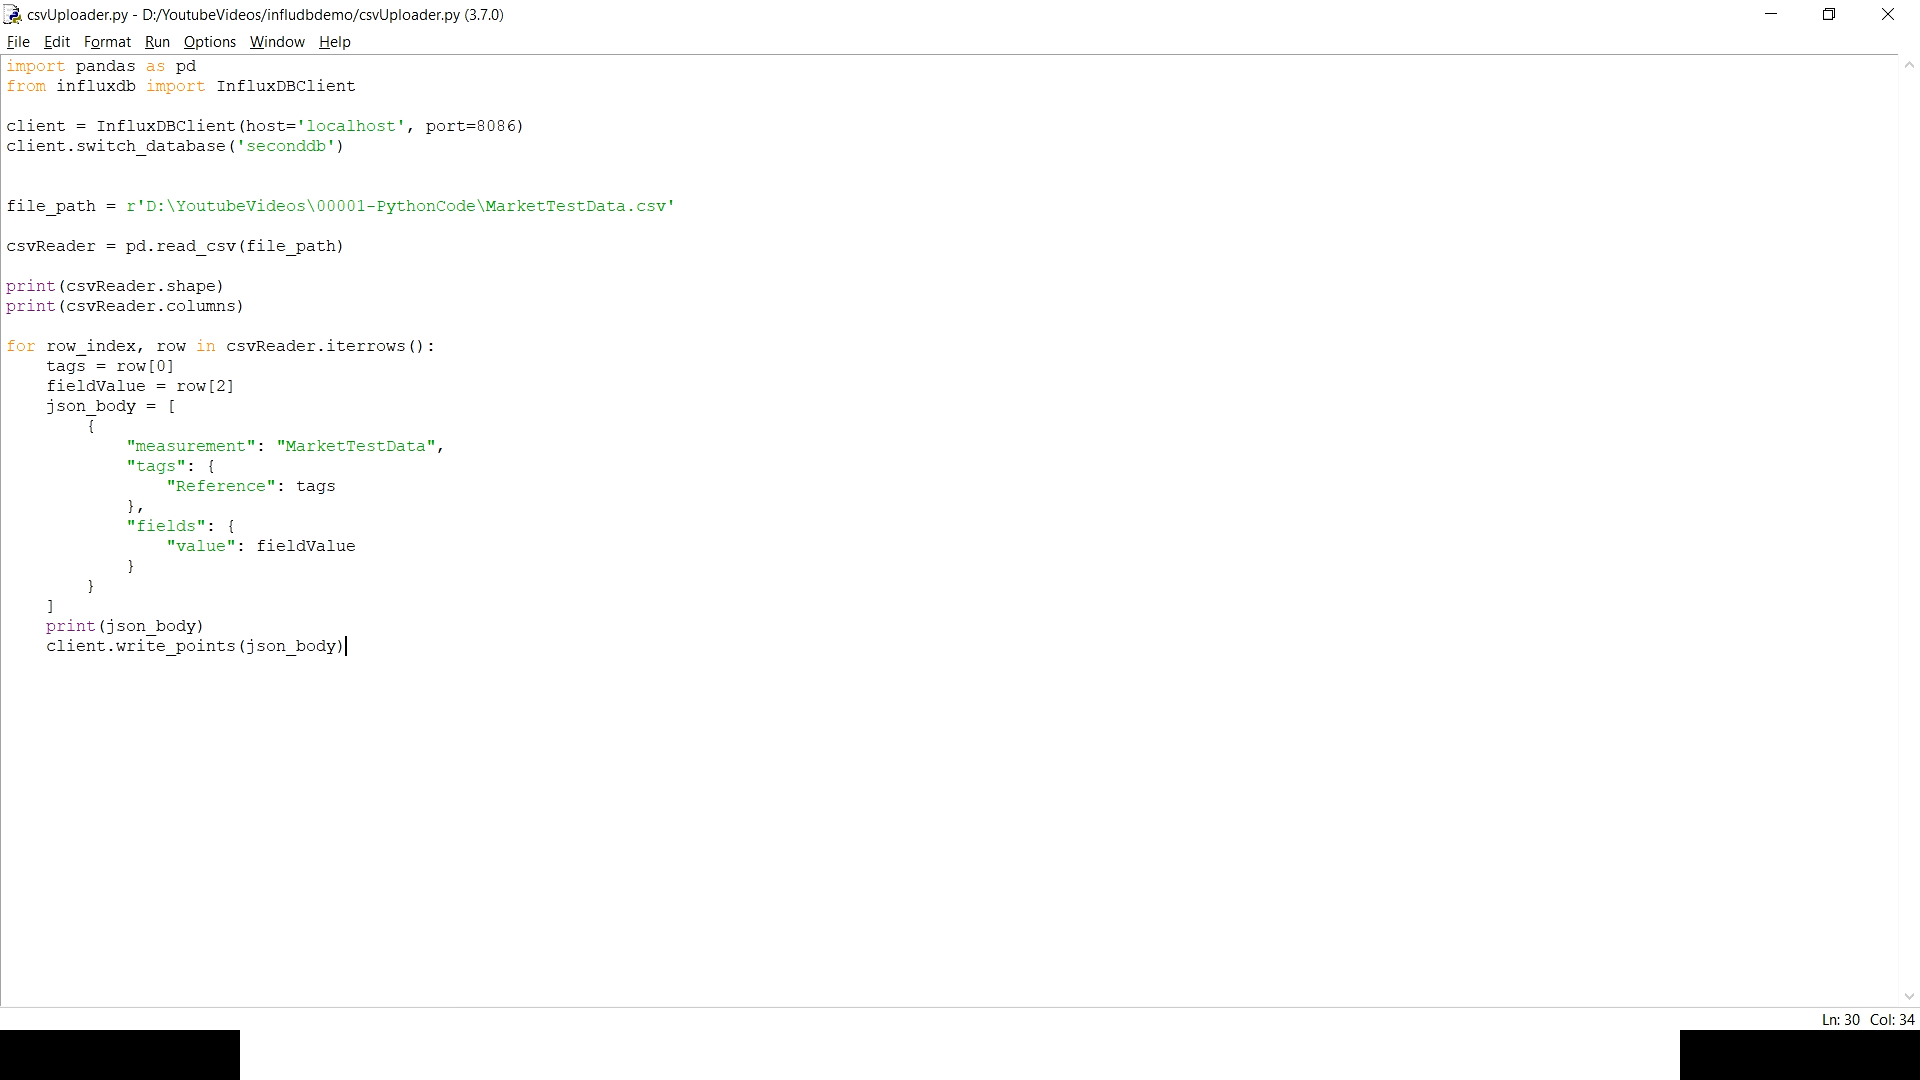 csvUploader.py - D:/YoutubeVideos/infludbdemo/csvUploader.py (3.7.0)
File Edit Format Run Options Window Help
import pandas as pd
from influxdb import InfluxDBClient
client = InfluxDBClient(host='localhost', port=8086)
client.switch_database('seconddb')
file_path = r'D:\YoutubeVideos\00001-PythonCode\MarketTestData.csv'
csvReader = pd.read_csv(file_path)
print(csvReader.shape)
print(csvReader.columns)
for row_index, row in csvReader.iterrows():
    tags = row[0]
    fieldValue = row[2]
    json_body = [
        {
            "measurement": "MarketTestData",
            "tags": {
                "Reference": tags
            },
            "fields": {
                "value": fieldValue
            }
        }
    ]
    print(json_body)
    client.write_points(json_body)
Ln: 30 Col: 34